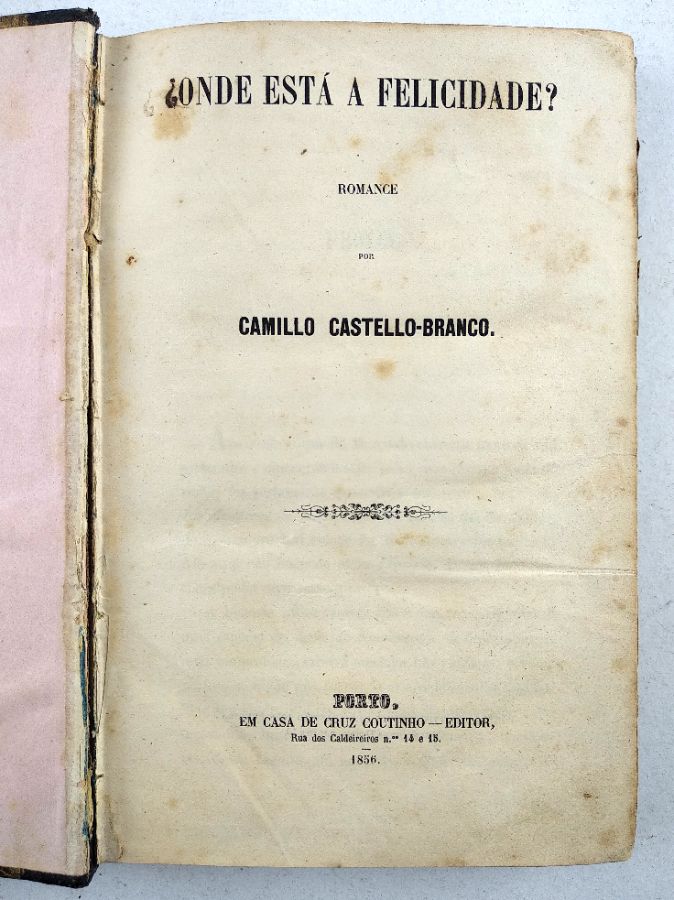 ¿ONDE ESTÁ A FELICIDADE?
ROMANCE
POR
CAMILLO CASTELLO-BRANCO.
PORTO,
EM CASA DE CRUZ COUTINHO — EDITOR,
Rua dos Caldeireiros n.os 14 e 15.
1856.